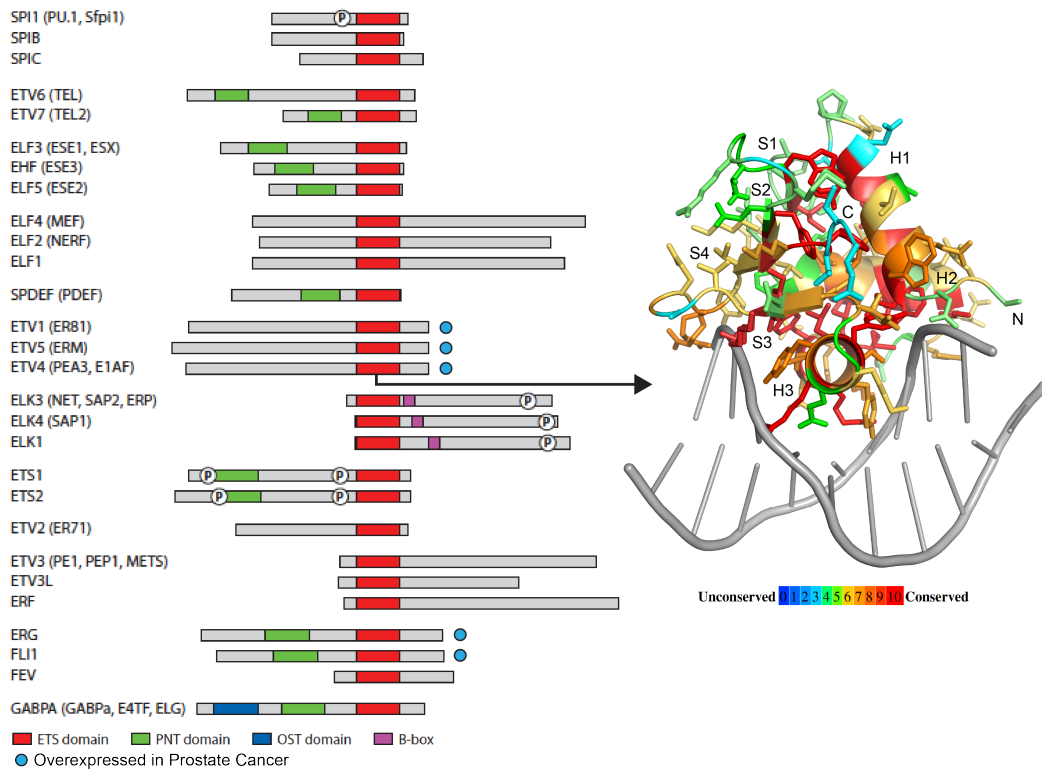 SPI1 (PU.1, Sfpi1)
P
SPIB
SPIC
ETV6 (TEL)
ETV7 (TEL2)
ELF3 (ESE1, ESX)
EHF (ESE3)
ELF5 (ESE2)
ELF4 (MEF)
ELF2 (NERF)
ELF1
SPDEF (PDEF)
ETV1 (ER81)
ETV5 (ERM)
ETV4 (PEA3, E1AF)
ELK3 (NET, SAP2, ERP)
P
ELK4 (SAP1)
P
ELK1
P
ETS1
P
P
ETS2
P
P
ETV2 (ER71)
ETV3 (PE1, PEP1, METS)
ETV3L
ERF
ERG
FLI1
FEV
GABPA (GABPa, E4TF, ELG)
ETS domain PNT domain OST domain B-box
Overexpressed in Prostate Cancer
S1
H1
S2
C
S4
H2
N
S3
H3
Unconserved 0 1 2 3 4 5 6 7 8 9 10 Conserved